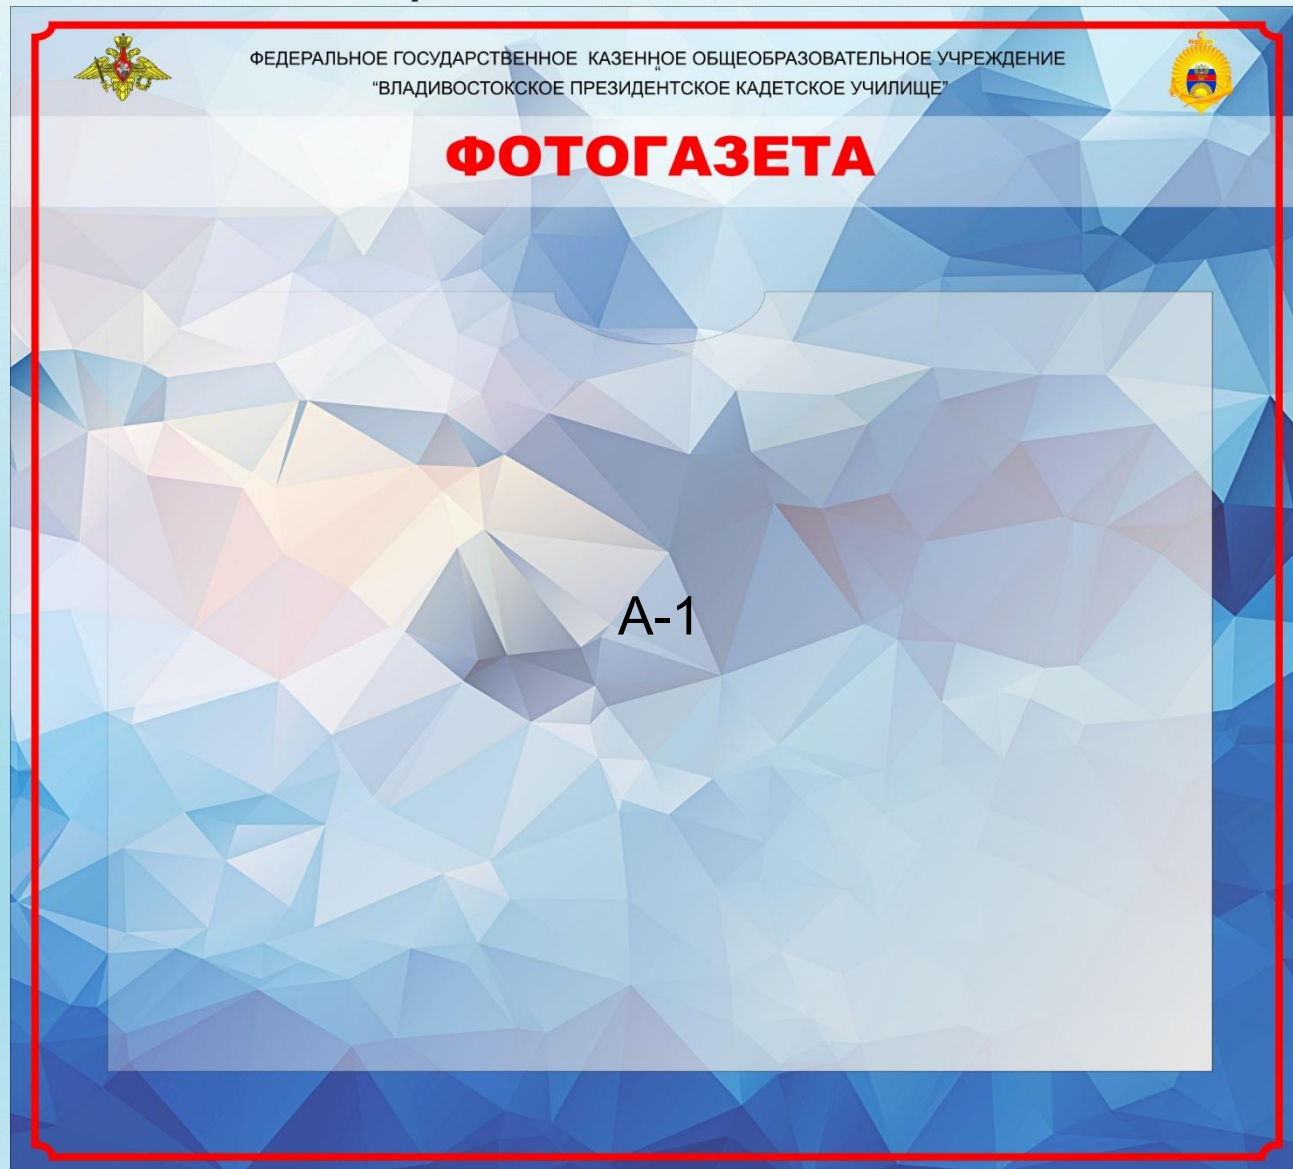 ФЕДЕРАЛЬНОЕ ГОСУДАРСТВЕННОЕ КАЗЕННОЕ ОБЩЕОБРАЗОВАТЕЛЬНОЕ УЧРЕЖДЕНИЕ
“ВЛАДИВОСТОКСКОЕ ПРЕЗИДЕНТСКОЕ КАДЕТСКОЕ УЧИЛИЩЕ”
ФОТОГАЗЕТА
А-1